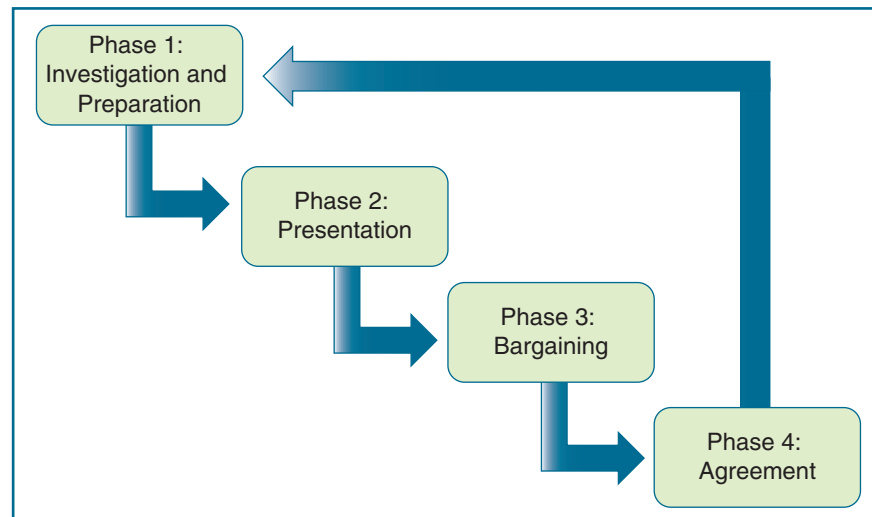 Phase 1:
Investigation and
Preparation
Phase 2:
Presentation
Phase 3:
Bargaining
Phase 4:
Agreement